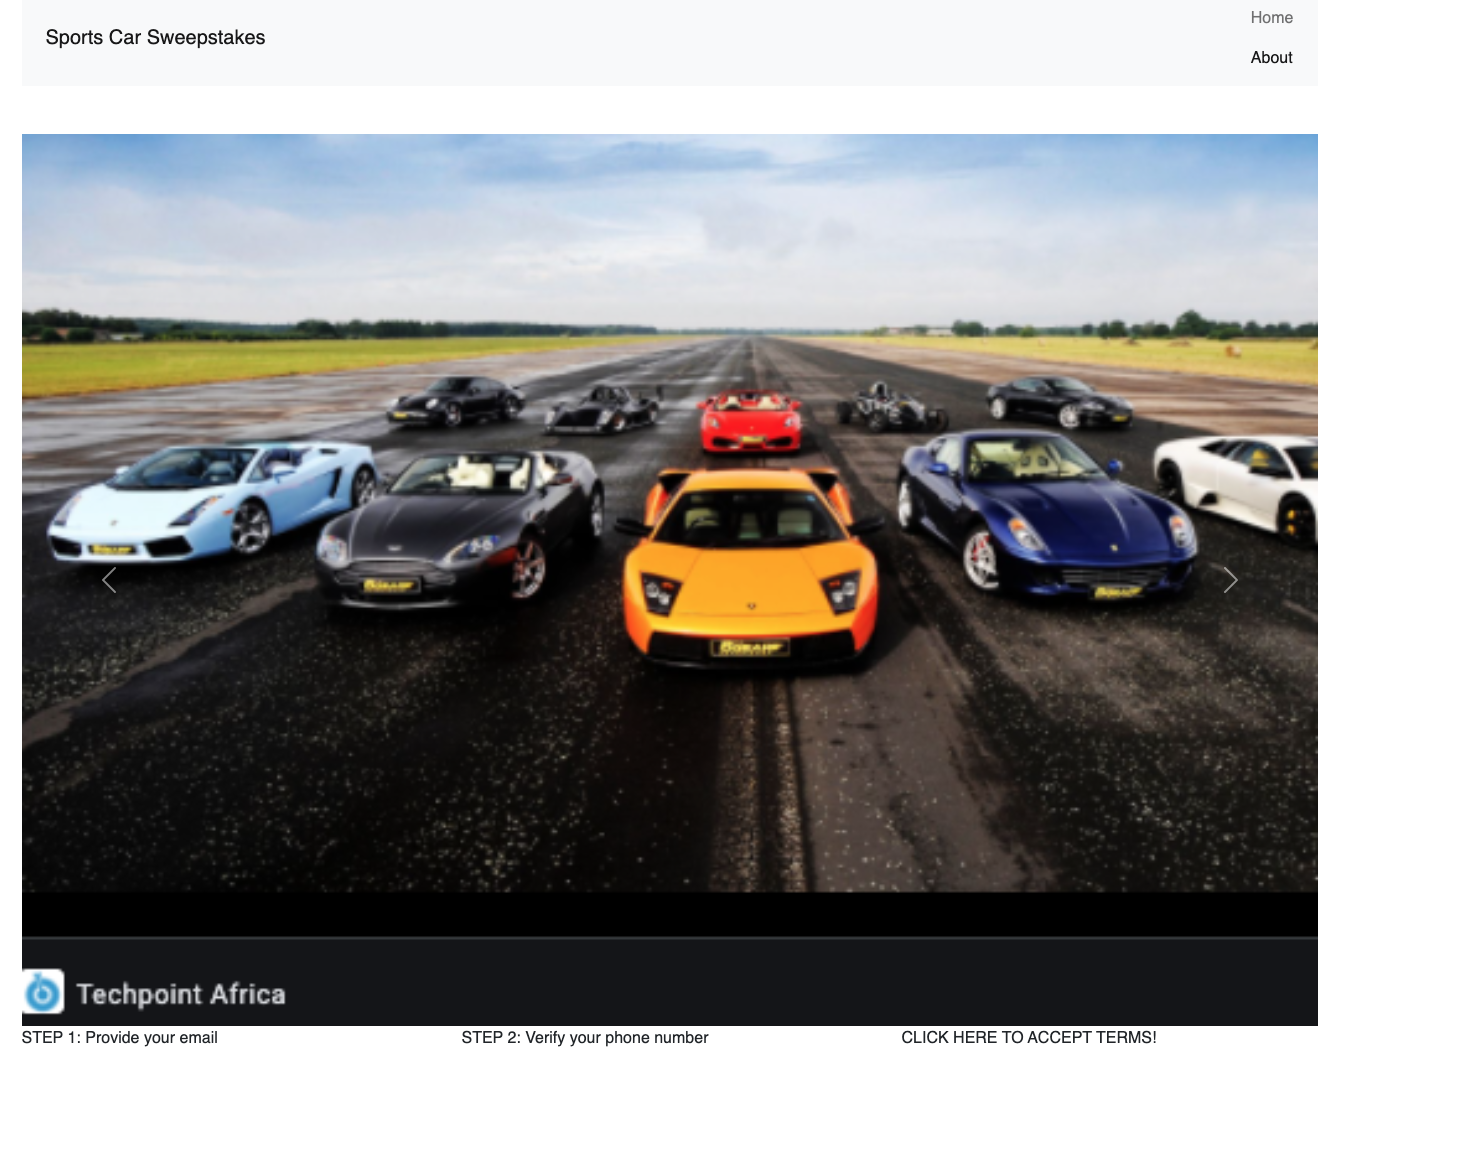 Sports Car Sweepstakes
Home
About
Techpoint Africa
STEP 1: Provide your email
STEP 2: Verify your phone number
CLICK HERE TO ACCEPT TERMS!